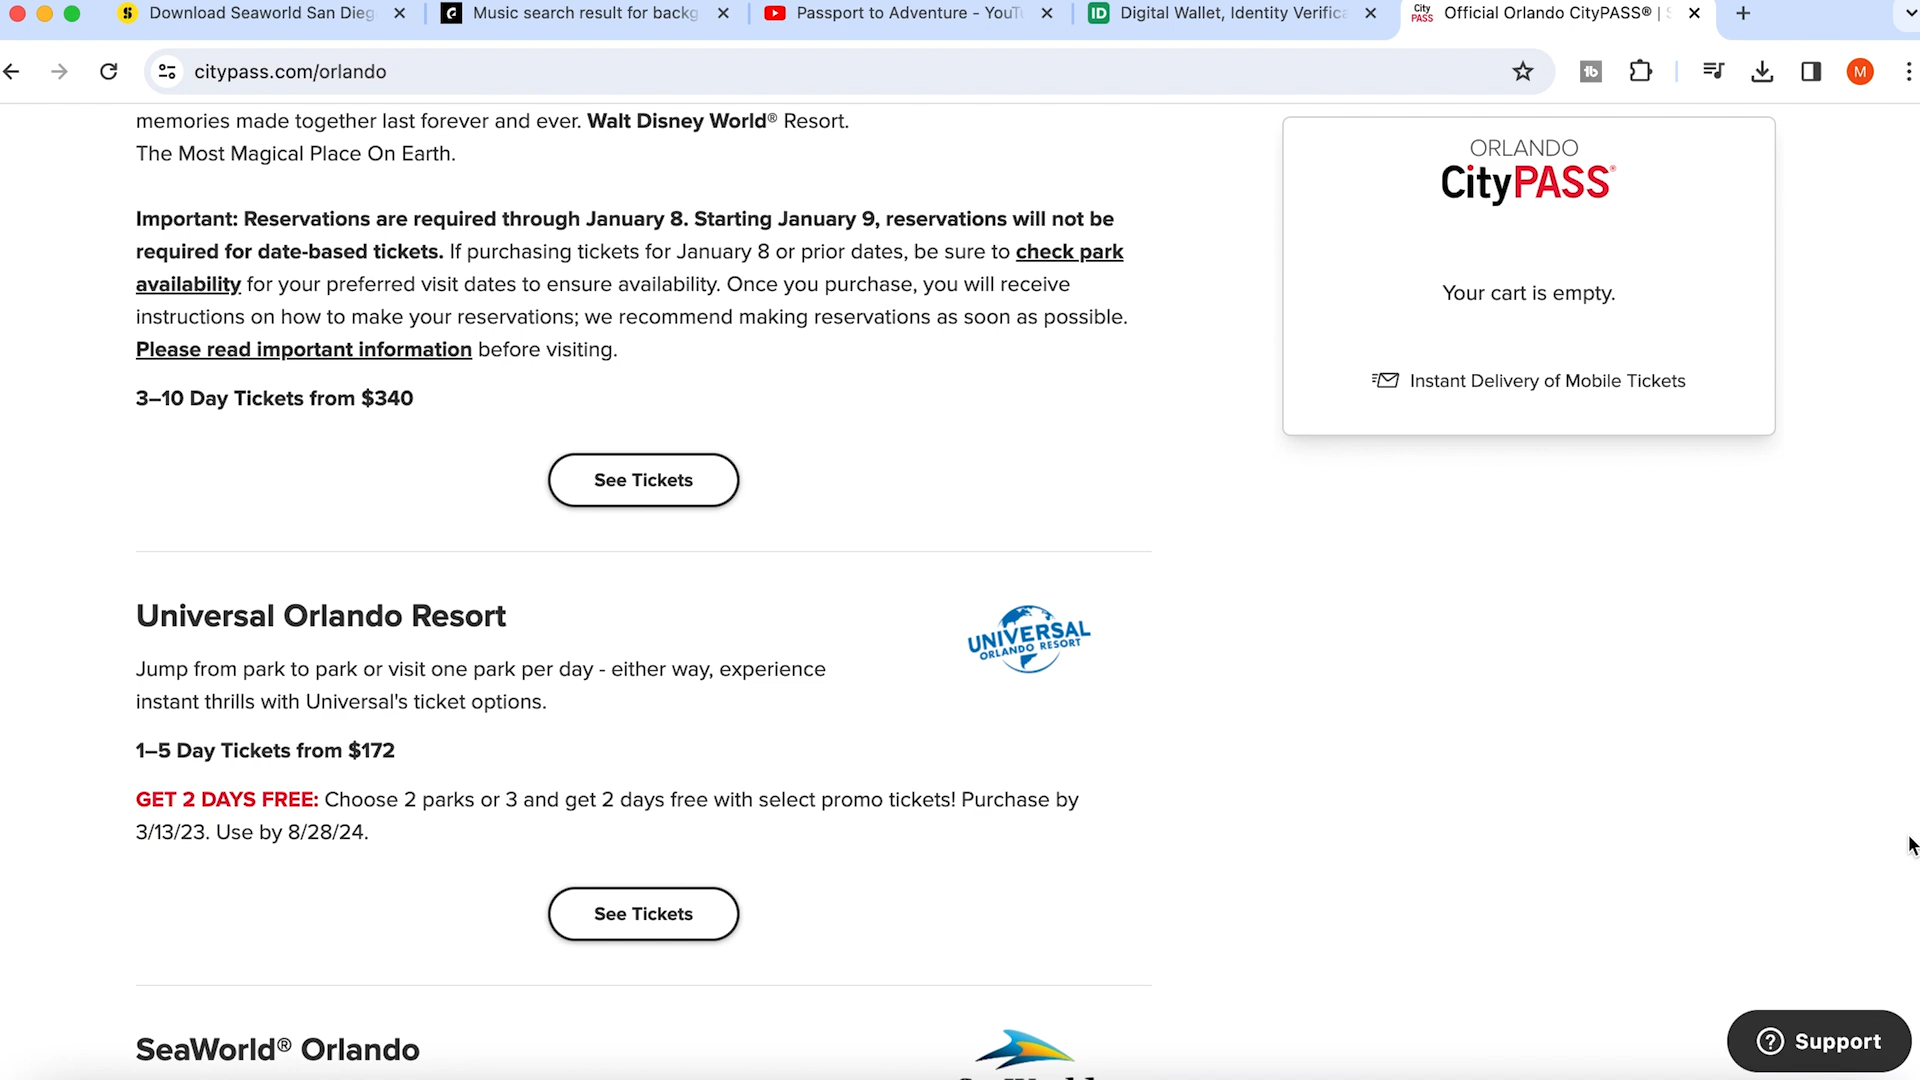 Download Seaworld San Dieg
Music search result for backg
Passport to Adventure - YouTu
ID
Digital Wallet, Identity Verifica
City PASS
Official Orlando CityPASS® | S
citypass.com/orlando
tb
M
memories made together last forever and ever. Walt Disney World® Resort.
The Most Magical Place On Earth.
Important: Reservations are required through January 8. Starting January 9, reservations will not be
required for date-based tickets. If purchasing tickets for January 8 or prior dates, be sure to check park
availability for your preferred visit dates to ensure availability. Once you purchase, you will receive
instructions on how to make your reservations; we recommend making reservations as soon as possible.
Please read important information before visiting.
3–10 Day Tickets from $340
See Tickets
ORLANDO
CityPASS®
Your cart is empty.
Instant Delivery of Mobile Tickets
Universal Orlando Resort
UNIVERSAL
ORLANDO RESORT
Jump from park to park or visit one park per day - either way, experience
instant thrills with Universal's ticket options.
1–5 Day Tickets from $172
GET 2 DAYS FREE: Choose 2 parks or 3 and get 2 days free with select promo tickets! Purchase by
3/13/23. Use by 8/28/24.
See Tickets
SeaWorld® Orlando
? Support